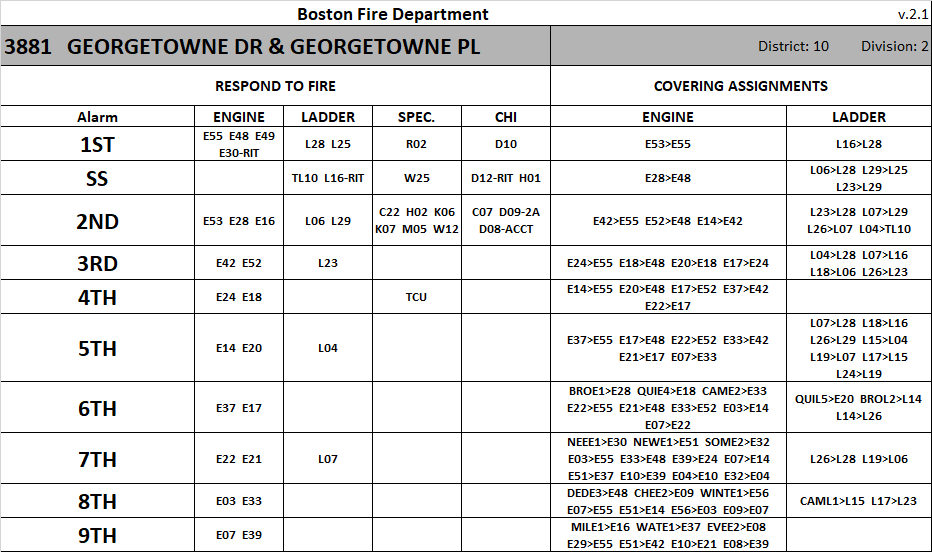 Boston Fire Department
v.2.1
3881 GEORGETOWNE DR & GEORGETOWNE PL
District: 10 Division: 2
RESPOND TO FIRE
COVERING ASSIGNMENTS
Alarm ENGINE LADDER SPEC. CHI ENGINE LADDER
1ST
E55 E48 E49
E30-RIT
L28 L25
R02
D10
E53>E55
L16>L28
SS
TL10 L16-RIT
W25
D12-RIT H01
E28>E48
L06>L28 L29>L25
L23>L29
2ND
E53 E28 E16
L06 L29
C22 H02 K06
K07 M05 W12
C07 D09-2A
D08-ACCT
E42>E55 E52>E48 E14>E42
L23>L28 L07>L29
L26>L07 L04>TL10
3RD
E42 E52
L23
E24>E55 E18>E48 E20>E18 E17>E24
L04>L28 L07>L16
L18>L06 L26>L23
4TH
E24 E18
TCU
E14>E55 E20>E48 E17>E52 E37>E42
E22>E17
5TH
E14 E20
L04
E37>E55 E17>E48 E22>E52 E33>E42
E21>E17 E07>E33
L07>L28 L18>L16
L26>L29 L15>L04
L19>L07 L17>L15
L24>L19
6TH
E37 E17
BROE1>E28 QUIE4>E18 CAME2>E33
E22>E55 E21>E48 E33>E52 E03>E14
E07>E22
QUIL5>E20 BROL2>L14
L14>L26
7TH
E22 E21
L07
NEEE1>E30 NEWE1>E51 SOME2>E32
E03>E55 E33>E48 E39>E24 E07>E14
E51>E37 E10>E39 E04>E10 E32>E04
L26>L28 L19>L06
8TH
E03 E33
DEDE3>E48 CHEE2>E09 WINTE1>E56
E07>E55 E51>E14 E56>E03 E09>E07
CAML1>L15 L17>L23
9TH
E07 E39
MILE1>E16 WATE1>E37 EVEE2>E08
E29>E55 E51>E42 E10>E21 E08>E39